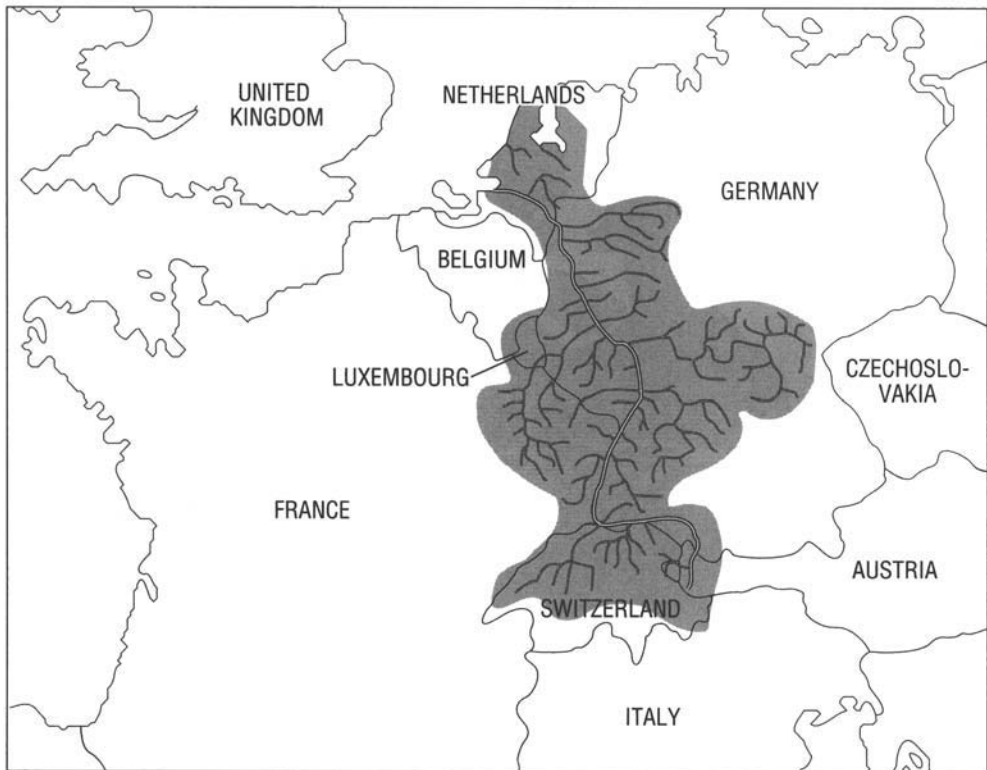 UNITED
KINGDOM
NETHERLANDS
GERMANY
BELGIUM
LUXEMBOURG
CZECHOSLO-
VAKIA
FRANCE
AUSTRIA
SWITZERLAND
ITALY